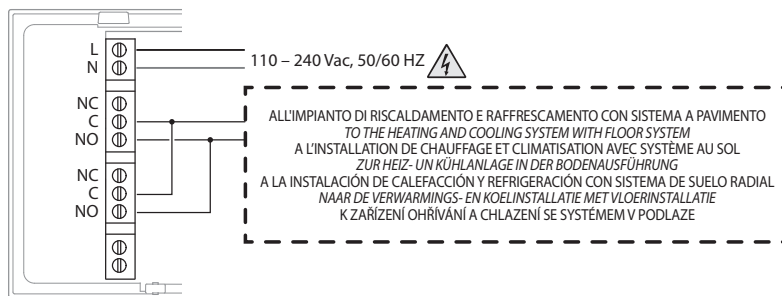 L
N
110 – 240 Vac, 50/60 HZ
NC
C
NO
NC
C
NO
ALL'IMPIANTO DI RISCALDAMENTO E RAFFRESCAMENTO CON SISTEMA A PAVIMENTO
TO THE HEATING AND COOLING SYSTEM WITH FLOOR SYSTEM
A L'INSTALLATION DE CHAUFFAGE ET CLIMATISATION AVEC SYSTÈME AU SOL
ZUR HEIZ- UN KÜHLANLAGE IN DER BODENAUSFÜHRUNG
A LA INSTALACIÓN DE CALEFACCIÓN Y REFRIGERACIÓN CON SISTEMA DE SUELO RADIAL
NAAR DE VERWARMINGS- EN KOELINSTALLATIE MET VLOERINSTALLATIE
K ZAŘÍZENÍ OHŘÍVÁNÍ A CHLAZENÍ SE SYSTÉMEM V PODLAZE